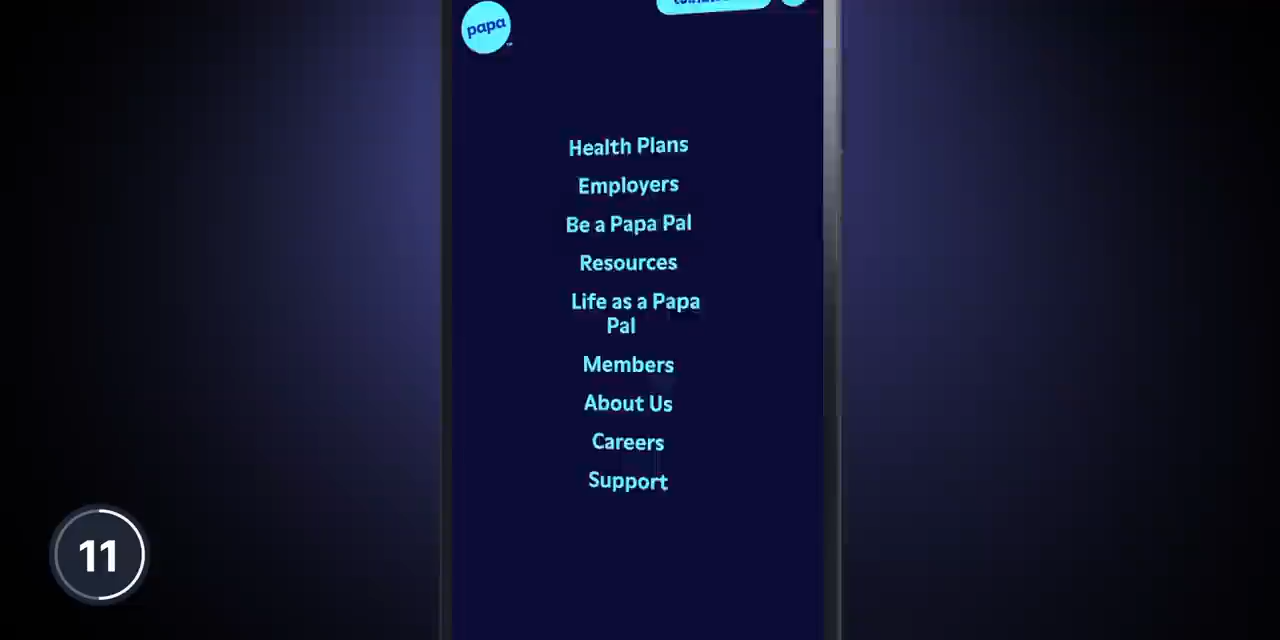 papa
Health Plans
Employers
Be a Papa Pal
Resources
Life as a Papa
Pal
Members
About Us
Careers
Support
11